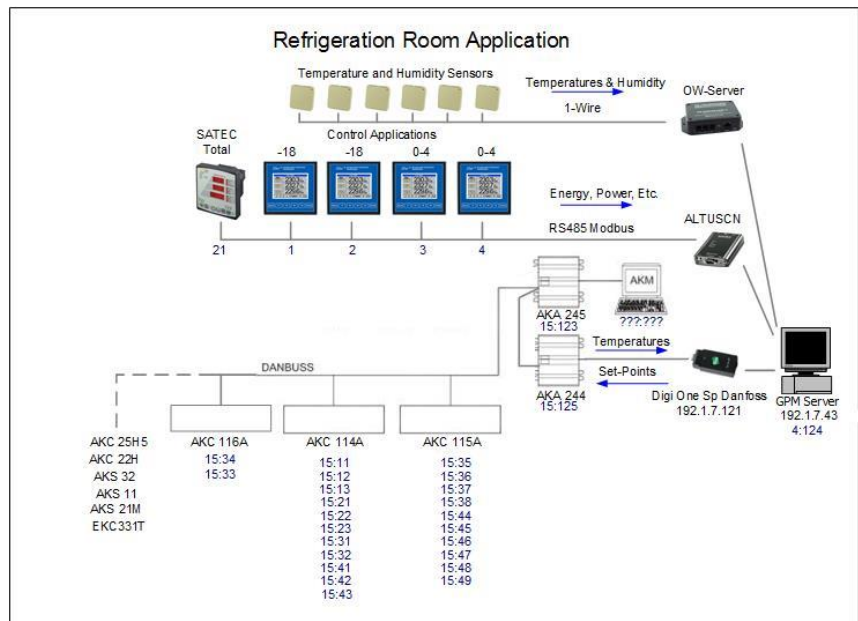 Refrigeration Room Application
Temperature and Humidity Sensors
Temperatures & Humidity
OW-Server
1-Wire
SATEC
Total
Control Applications
-18
-18
0-4
0-4
Energy, Power, Etc.
ALTUSCN
RS485 Modbus
21
1
2
3
4
AKM
AKA 245
15:123
???:???
Temperatures
DANBUSS
Set-Points
AKA 244
15:125
Digi One Sp Danfoss
192.1.7.121
GPM Server
192.1.7.43
4:124
AKC 25H5
AKC 22H
AKS 32
AKS 11
AKS 21M
EKC331T
AKC 116A
15:34
15:33
AKC 114A
15:11
15:12
15:13
15:21
15:22
15:23
15:31
15:32
15:41
15:42
15:43
AKC 115A
15:35
15:36
15:37
15:38
15:44
15:45
15:46
15:47
15:48
15:49